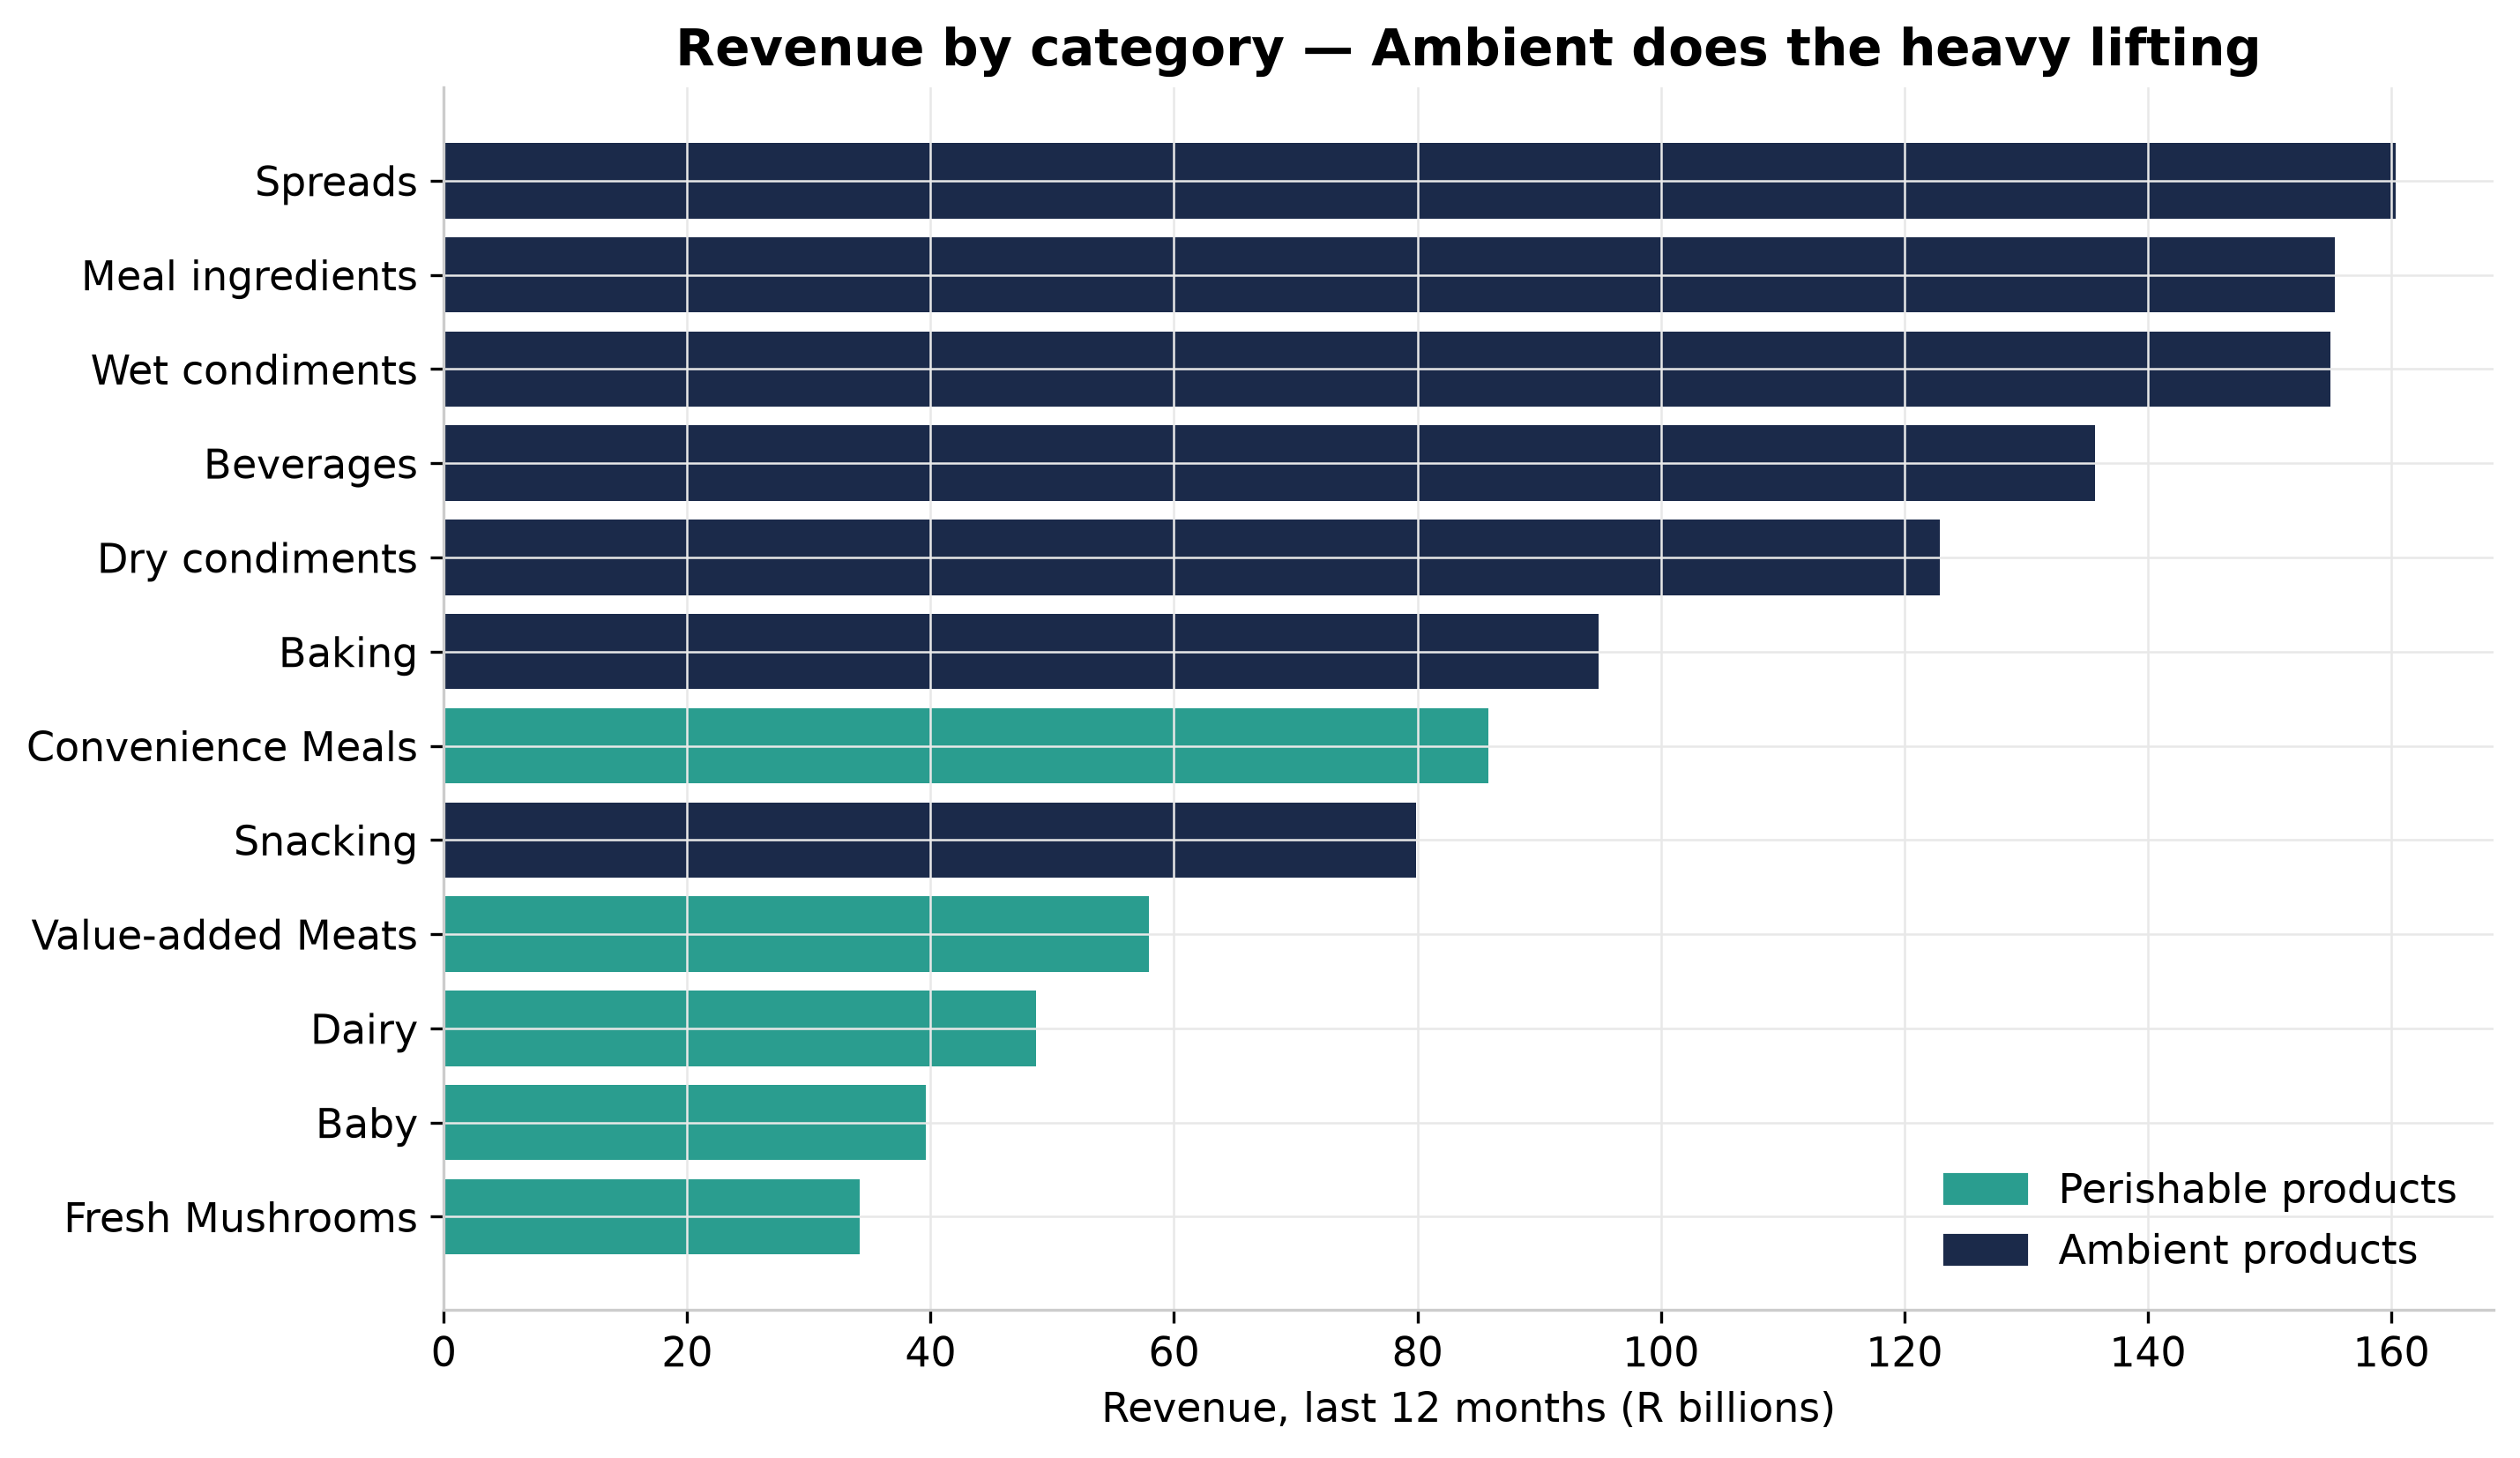 Revenue by category — Ambient does the heavy lifting
Spreads
Meal ingredients
Wet condiments
Beverages
Dry condiments
Baking
Convenience Meals
Snacking
Value-added Meats
Dairy
Baby
Fresh Mushrooms
Perishable products
Ambient products
0 20 40 60 80 100 120 140 160
Revenue, last 12 months (R billions)